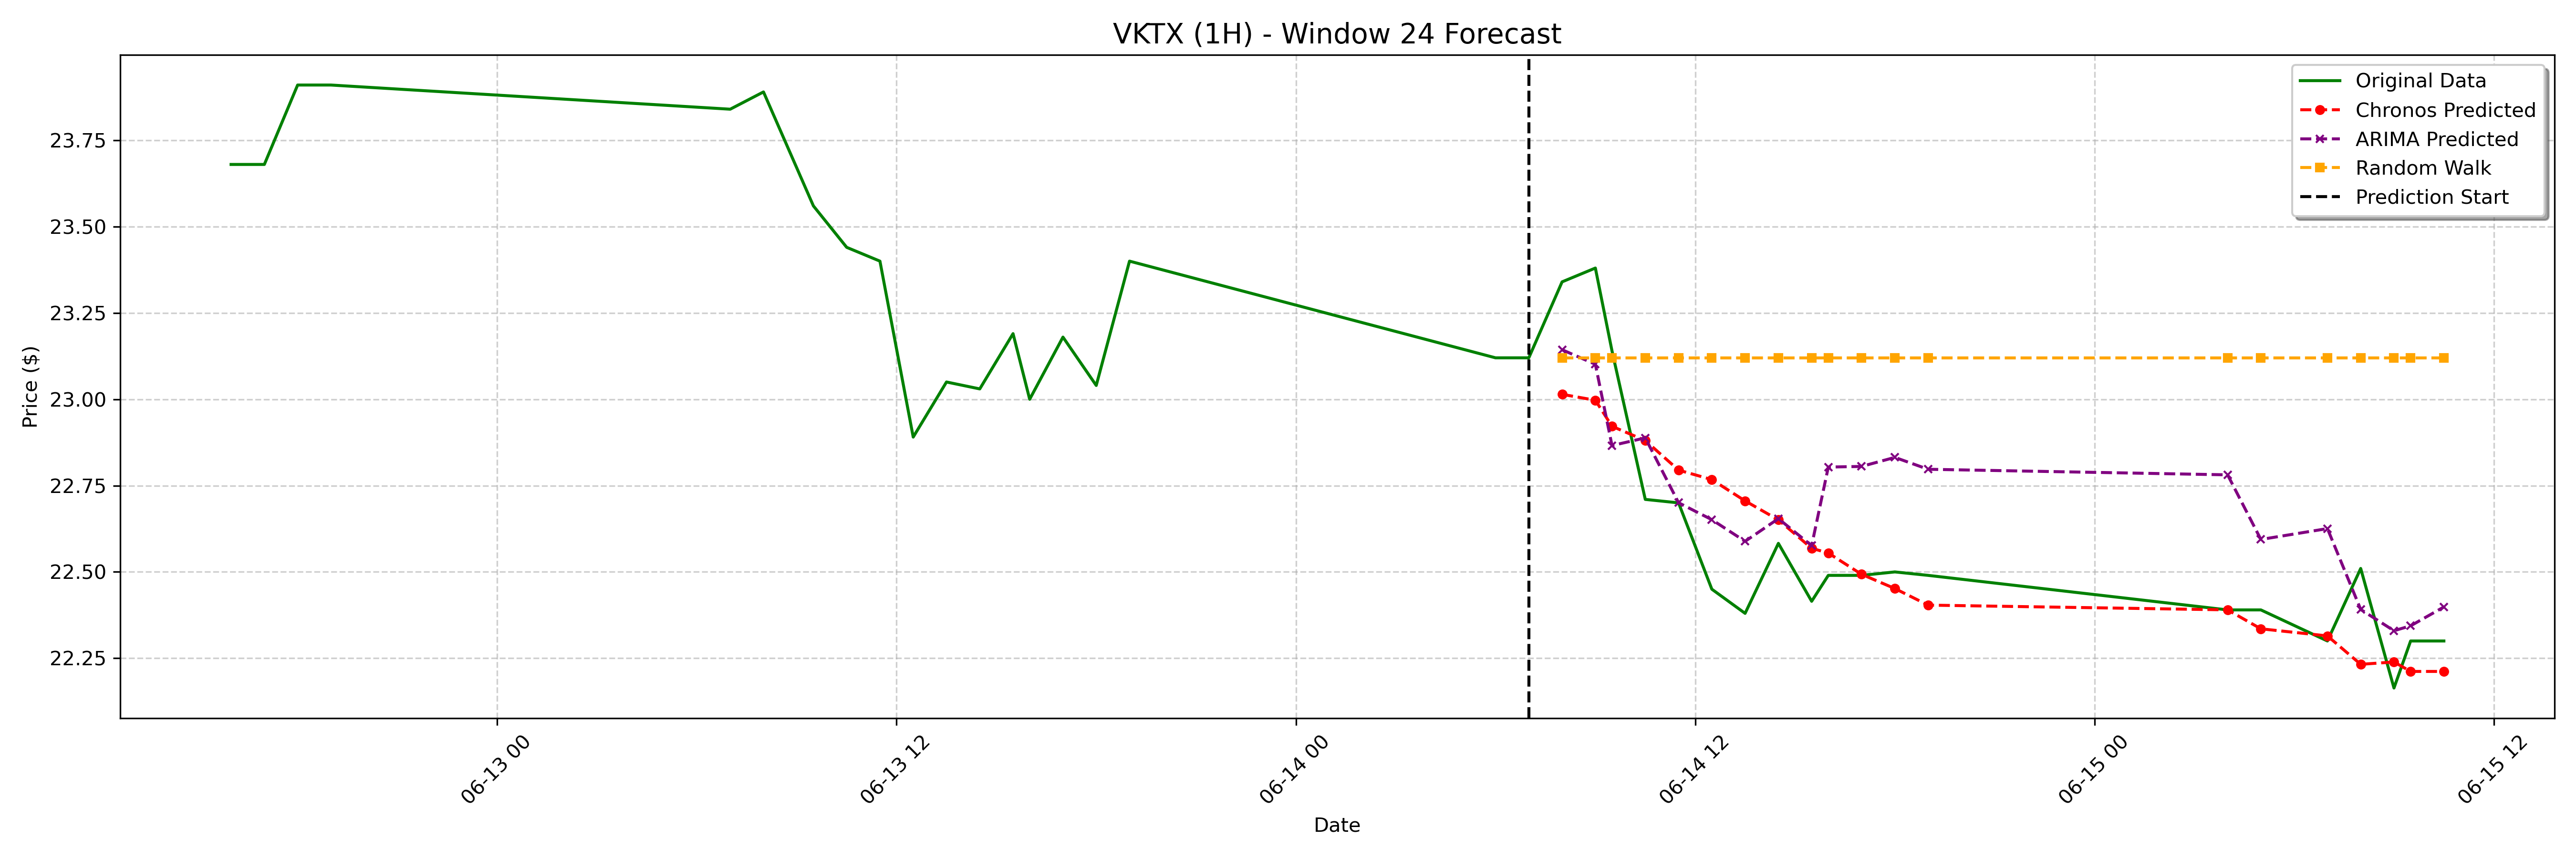 VKTX (1H) - Window 24 Forecast
Original Data
Chronos Predicted
ARIMA Predicted
Random Walk
Prediction Start
Price ($)
23.75
23.50
23.25
23.00
22.75
22.50
22.25
06-13 00
06-13 12
06-14 00
06-14 12
06-15 00
06-15 12
Date